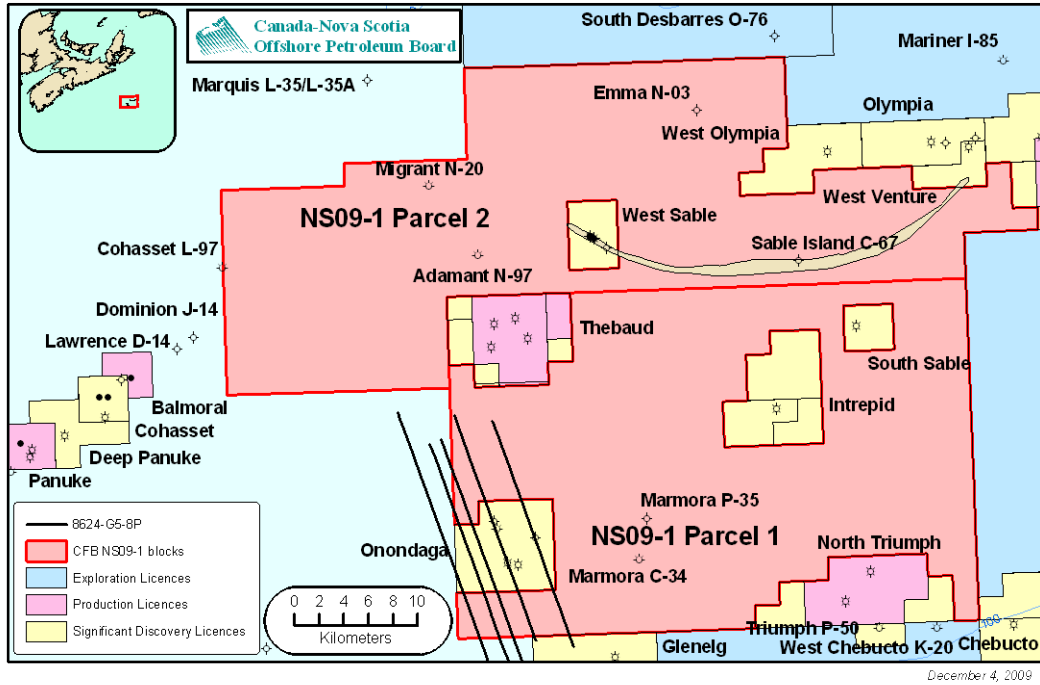 Canada-Nova Scotia
Offshore Petroleum Board
South Desbarres O-76
Mariner I-85
Marquis L-35/L-35A
Emma N-03
Olympia
West Olympia
Migrant N-20
NS09-1 Parcel 2
West Sable
West Venture
Cohasset L-97
Sable Island C-67
Adamant N-97
Dominion J-14
Thebaud
Lawrence D-14
South Sable
Balmoral
Intrepid
Cohasset
Deep Panuke
Panuke
8624-G5-8P
CFB NS09-1 blocks
Exploration Licences
Production Licences
Significant Discovery Licences
Marmora P-35
NS09-1 Parcel 1
Onondaga
North Triumph
Marmora C-34
0 2 4 6 8 10
Kilometers
Triumph P-50
100
Glenelg
West Chebucto K-20
Chebucto
December 4, 2009